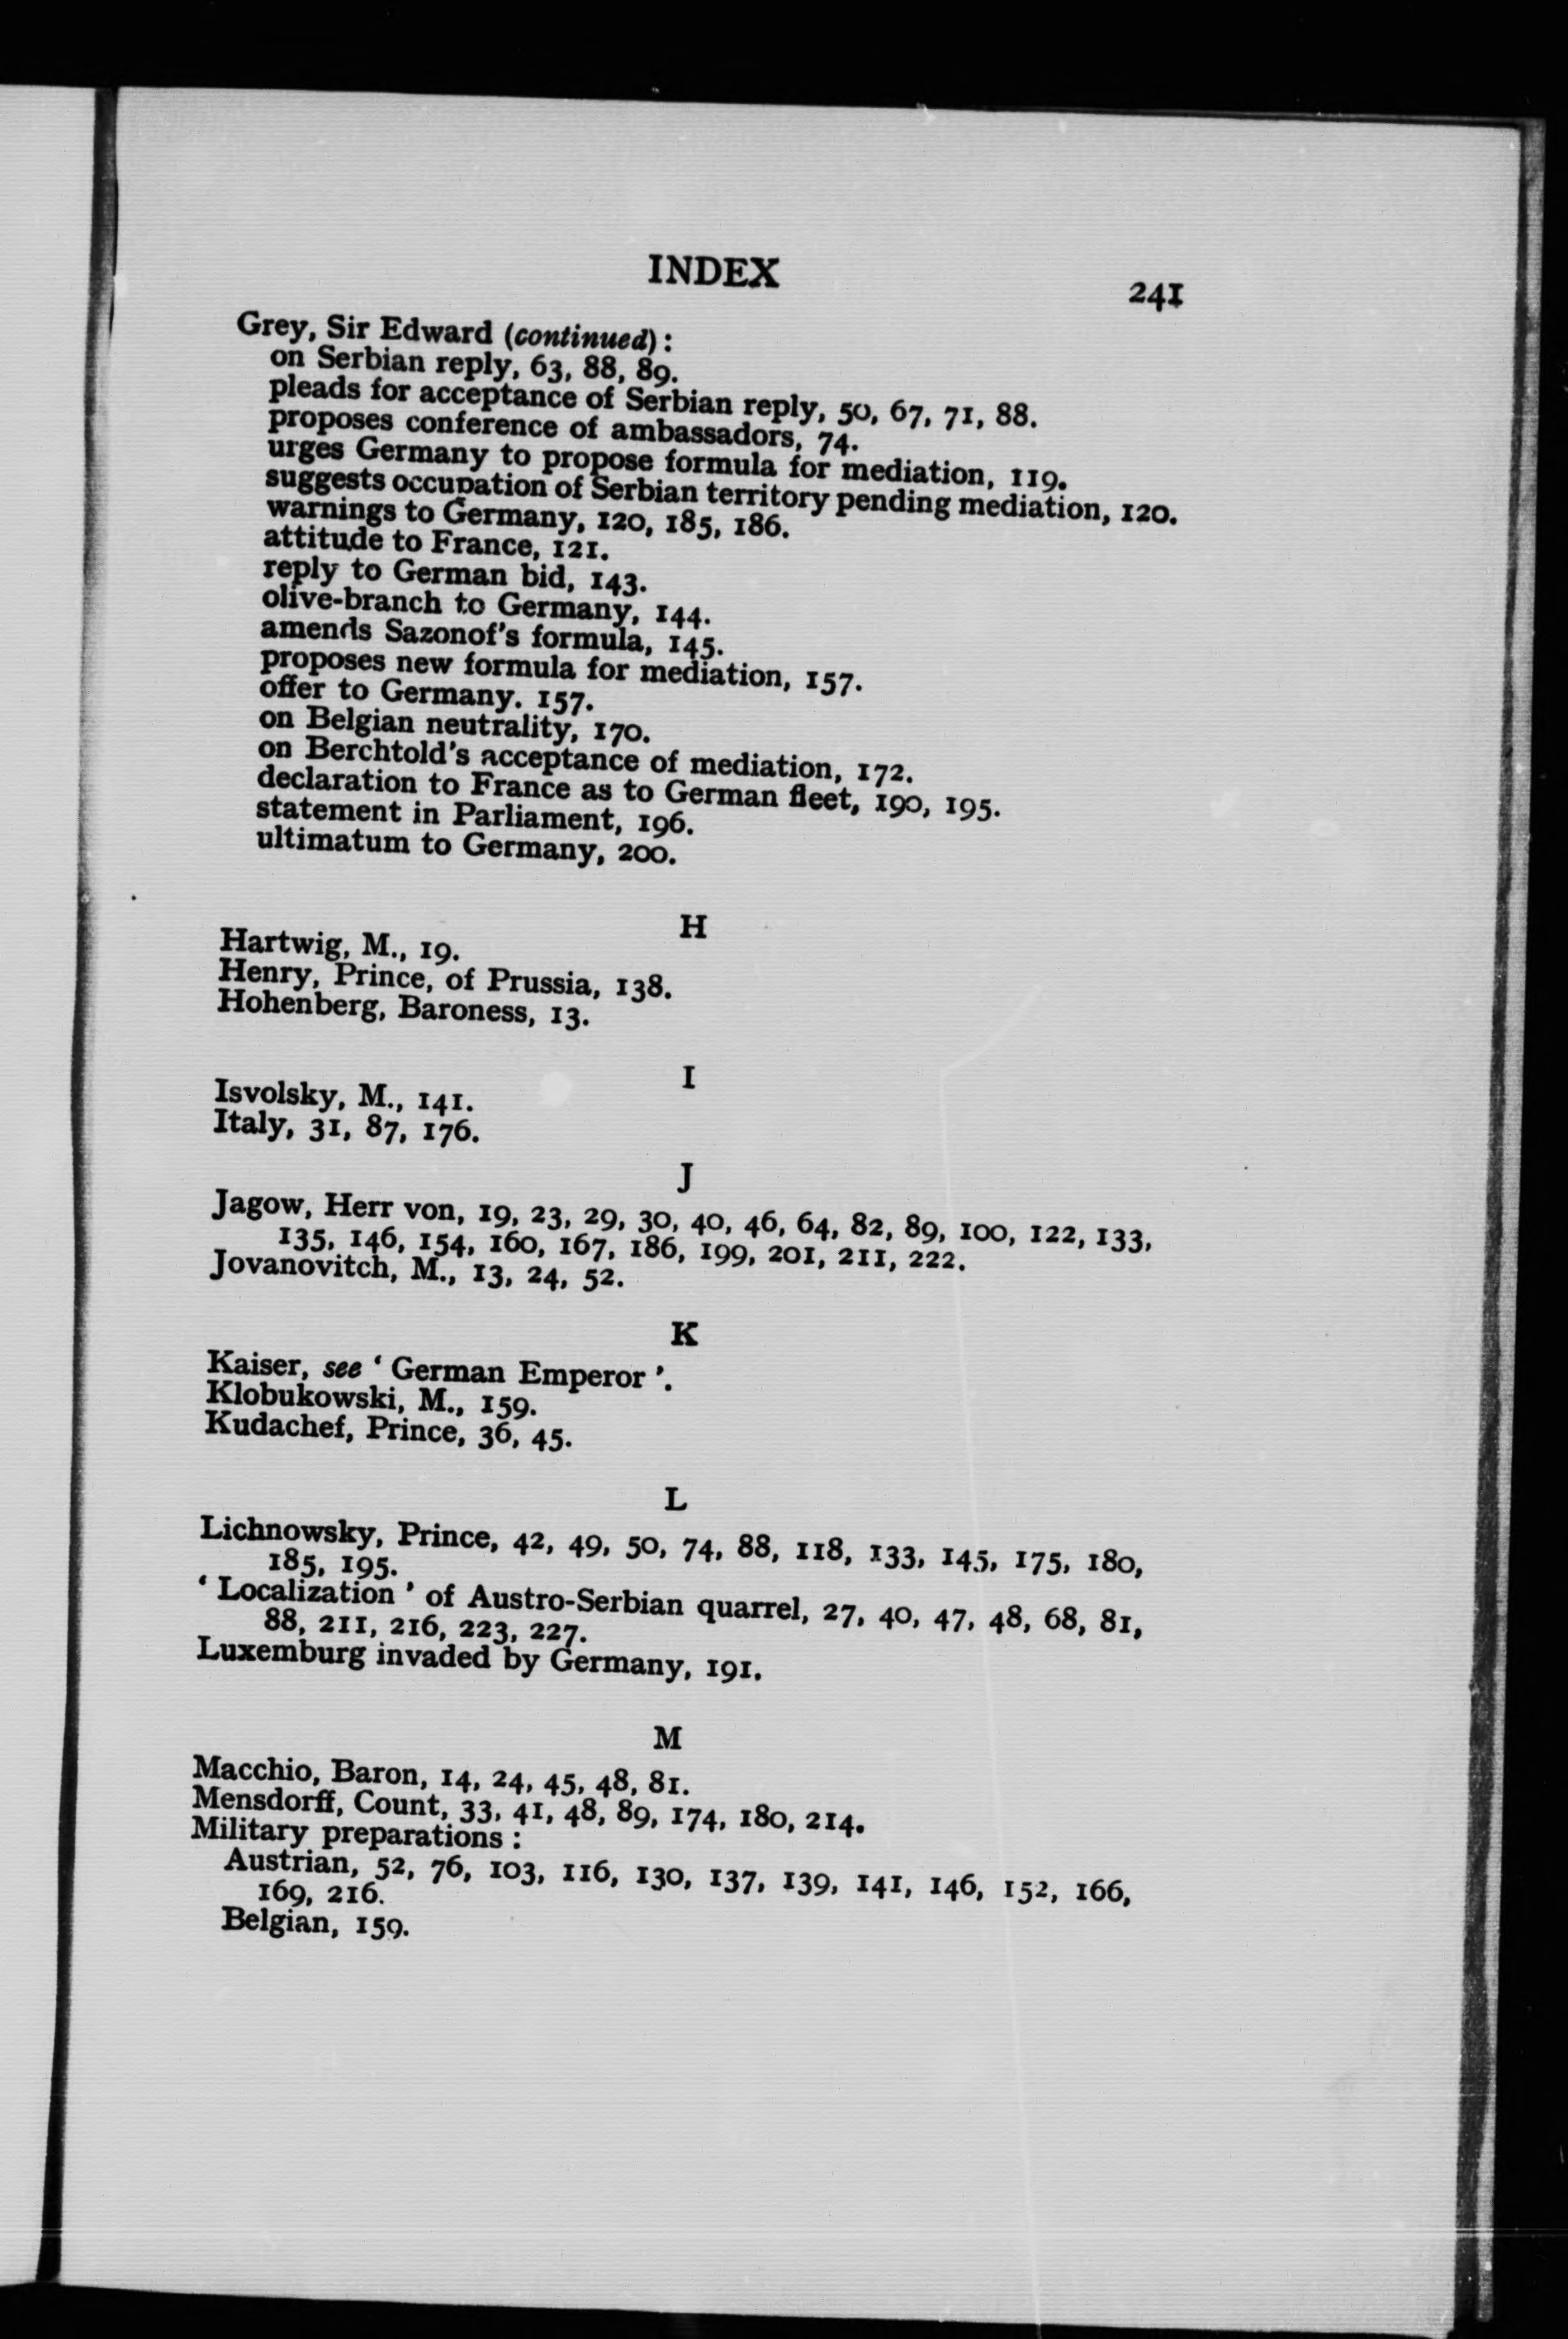 INDEX
241
Grey, Sir Edward (continued):
on Serbian reply, 63, 88, 89.
pleads for acceptance of Serbian reply, 50, 67, 71, 88.
proposes conference of ambassadors, 74.
urges Germany to propose formula for mediation, 119.
suggests occupation of Serbian territory pending mediation, 120.
warnings to Germany, 120, 185, 186.
attitude to France, 121.
reply to German bid, 143.
olive-branch to Germany, 144.
amends Sazonof's formula, 145.
proposes new formula for mediation, 157.
offer to Germany. 157.
on Belgian neutrality, 170.
on Berchtold's acceptance of mediation, 172.
declaration to France as to German fleet, 190, 195.
statement in Parliament, 196.
ultimatum to Germany, 200.
H
Hartwig, M., 19.
Henry, Prince, of Prussia, 138.
Hohenberg, Baroness, 13.
I
Isvolsky, M., 141.
Italy, 31, 87, 176.
J
Jagow, Herr von, 19, 23, 29, 30, 40, 46, 64, 82, 89, 100, 122, 133,
135, 146, 154, 160, 167, 186, 199, 201, 211, 222.
Jovanovitch, M., 13, 24, 52.
K
Kaiser, see ‘ German Emperor ’.
Klobukowski, M., 159.
Kudachef, Prince, 36, 45.
L
Lichnowsky, Prince, 42, 49, 50, 74, 88, 118, 133, 145, 175, 180,
185, 195.
‘ Localization ’ of Austro-Serbian quarrel, 27, 40, 47, 48, 68, 81,
88, 211, 216, 223, 227.
Luxemburg invaded by Germany, 191.
M
Macchio, Baron, 14, 24, 45, 48, 81.
Mensdorff, Count, 33, 41, 48, 89, 174, 180, 214.
Military preparations :
Austrian, 52, 76, 103, 116, 130, 137, 139, 141, 146, 152, 166,
169, 216.
Belgian, 159.